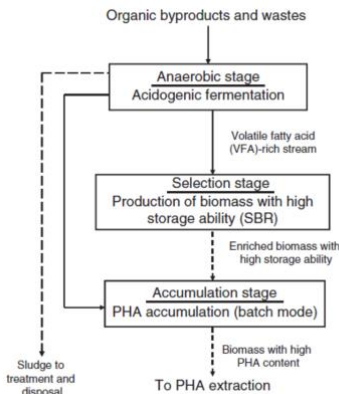 Organic byproducts and wastes
Anaerobic stage
Acidogenic fermentation
Volatile fatty acid
(VFA)-rich stream
Selection stage
Production of biomass with high
storage ability (SBR)
Enriched biomass with
high storage ability
Accumulation stage
PHA accumulation (batch mode)
Biomass with high
PHA content
Sludge to
treatment and
disposal
To PHA extraction